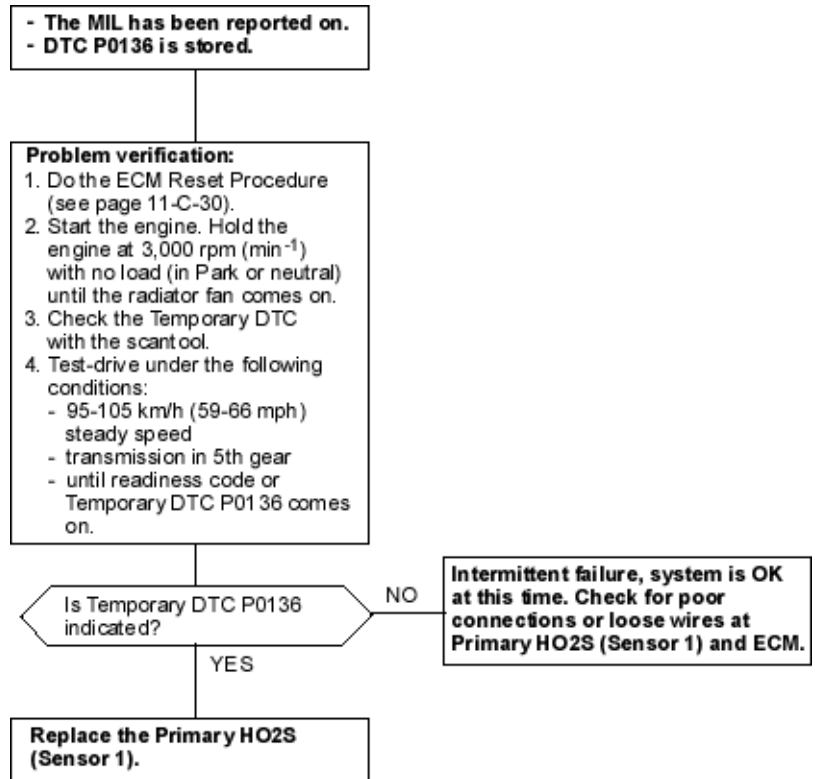 - The MIL has been reported on.
- DTC P0136 is stored.
Problem verification:
1. Do the ECM Reset Procedure
(see page 11-C-30).
2. Start the engine. Hold the
engine at 3,000 rpm (min⁻¹)
with no load (in Park or neutral)
until the radiator fan comes on.
3. Check the Temporary DTC
with the scantool.
4. Test-drive under the following
conditions:
- 95-105 km/h (59-66 mph)
steady speed
- transmission in 5th gear
- until readiness code or
Temporary DTC P0136 comes
on.
Is Temporary DTC P0136
indicated?
NO
Intermittent failure, system is OK
at this time. Check for poor
connections or loose wires at
Primary HO2S (Sensor 1) and ECM.
YES
Replace the Primary HO2S
(Sensor 1).